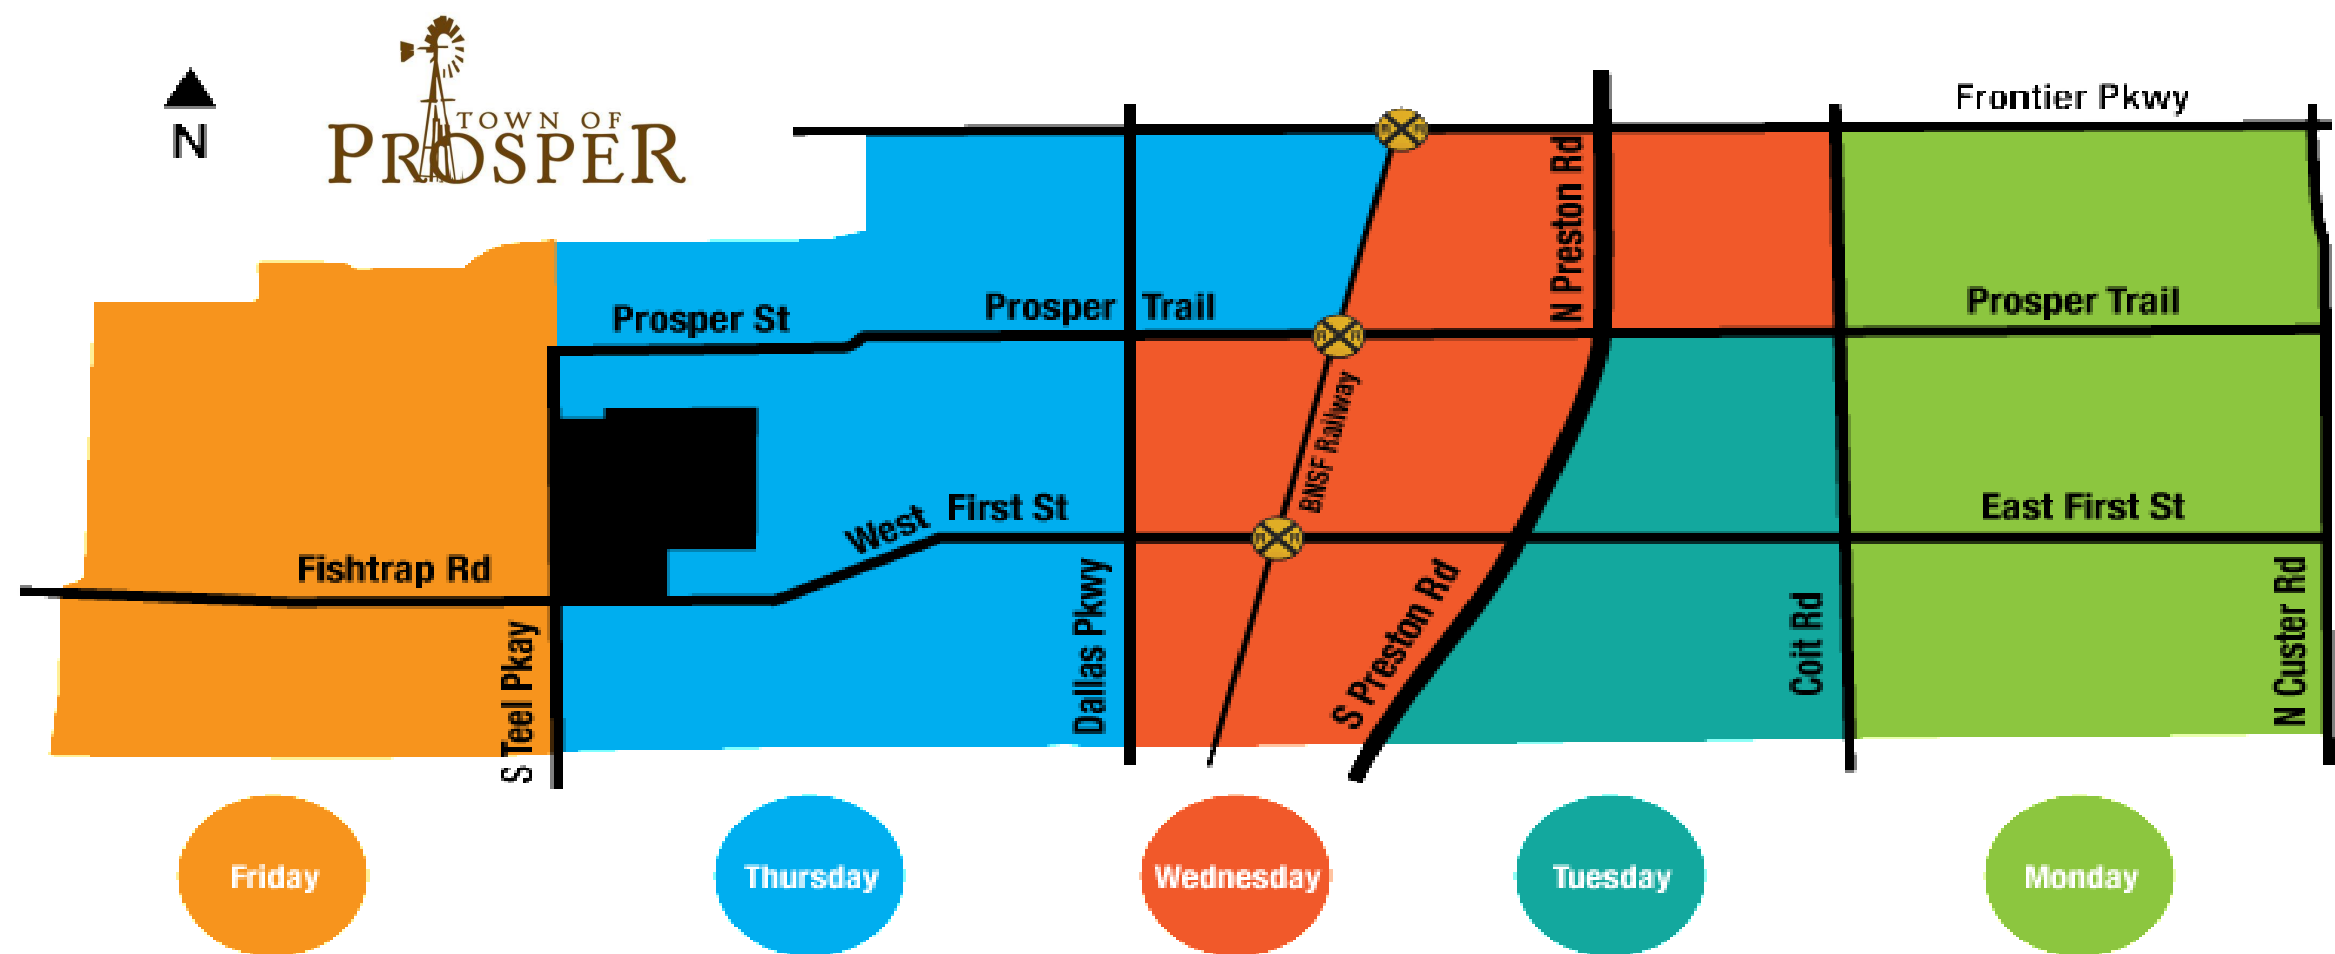 TOWN OF
PROSPER
N
Frontier Pkwy
N Preston Rd
Prosper St
Prosper Trail
Prosper Trail
BNSF Railway
West First St
East First St
Fishtrap Rd
S Teel Pkay
Dallas Pkwy
S Preston Rd
Coit Rd
N Custer Rd
Friday
Thursday
Wednesday
Tuesday
Monday